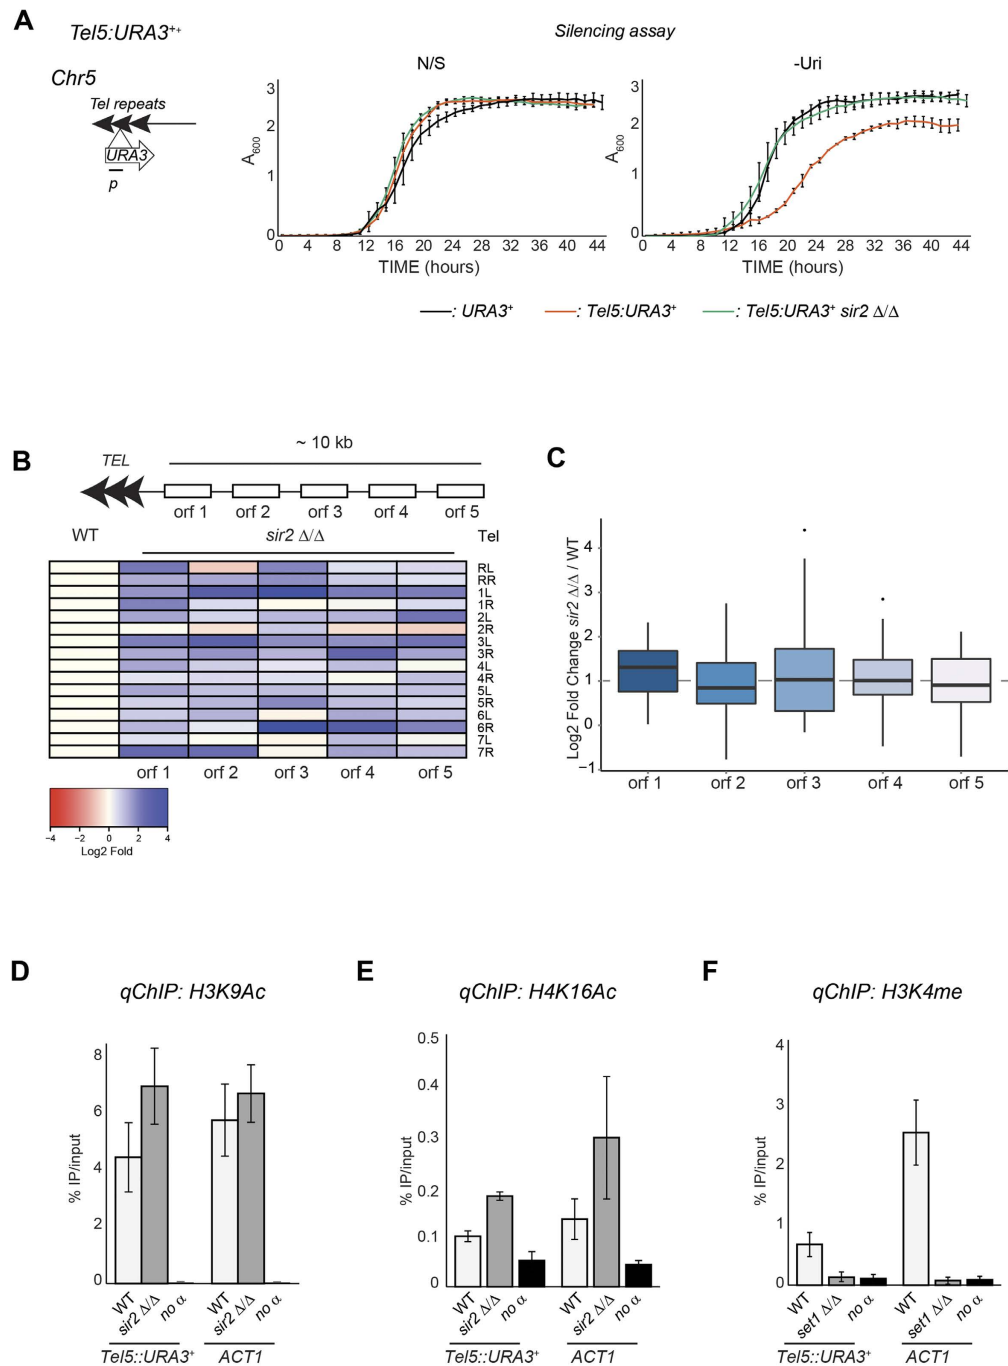 A
Tel5:URA3⁺⁺
Silencing assay
Chr5
Tel repeats
URA3
p
N/S
-Uri
A₆₀₀
3
2
1
0
0 4 8 12 16 20 24 28 32 36 40 44
TIME (hours)
A₆₀₀
3
2
1
0
0 4 8 12 16 20 24 28 32 36 40 44
TIME (hours)
: URA3⁺
: Tel5:URA3⁺
: Tel5:URA3⁺ sir2 Δ/Δ
B
~ 10 kb
TEL
orf 1 orf 2 orf 3 orf 4 orf 5
WT sir2 Δ/Δ Tel
RL
RR
1L
1R
2L
2R
3L
3R
4L
4R
5L
5R
6L
6R
7L
7R
orf 1 orf 2 orf 3 orf 4 orf 5
-4 -2 0 2 4
Log2 Fold
C
Log2 Fold Change sir2 Δ/Δ / WT
4
2
1
0
−1
orf 1 orf 2 orf 3 orf 4 orf 5
D
qChIP: H3K9Ac
% IP/input
8
6
4
2
0
WT sir2 Δ/Δ no α WT sir2 Δ/Δ no α
Tel5::URA3⁺ ACT1
E
qChIP: H4K16Ac
% IP/input
0.5
0.4
0.3
0.2
0.1
0
WT sir2 Δ/Δ no α WT sir2 Δ/Δ no α
Tel5::URA3⁺ ACT1
F
qChIP: H3K4me
% IP/input
4
3
2
1
0
WT set1 Δ/Δ no α WT set1 Δ/Δ no α
Tel5::URA3⁺ ACT1